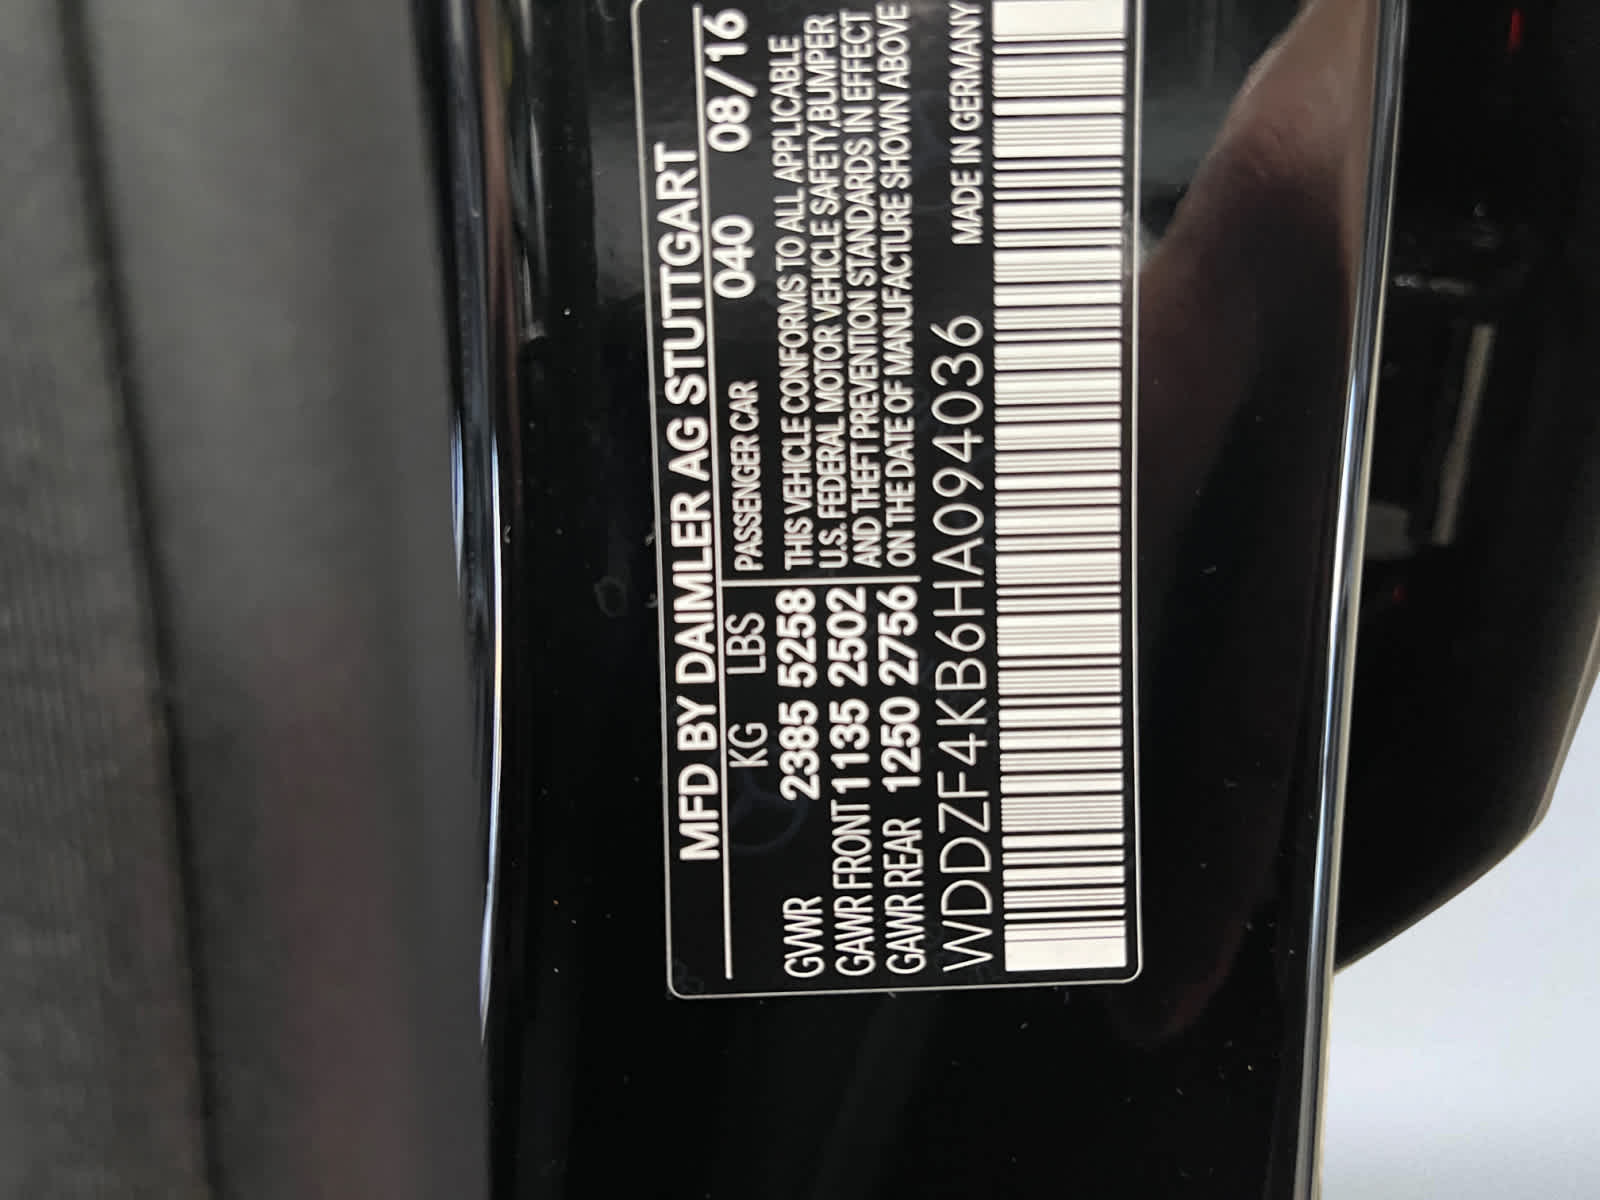 MFD BY DAIMLER AG STUTTGART
KG LBS PASSENGER CAR 040 08/16
GVWR 2385 5258 THIS VEHICLE CONFORMS TO ALL APPLICABLE
GAWR FRONT 1135 2502 U.S. FEDERAL MOTOR VEHICLE SAFETY,BUMPER
GAWR REAR 1250 2756 AND THEFT PREVENTION STANDARDS IN EFFECT
ON THE DATE OF MANUFACTURE SHOWN ABOVE
WDDZF4KB6HA094036 MADE IN GERMANY